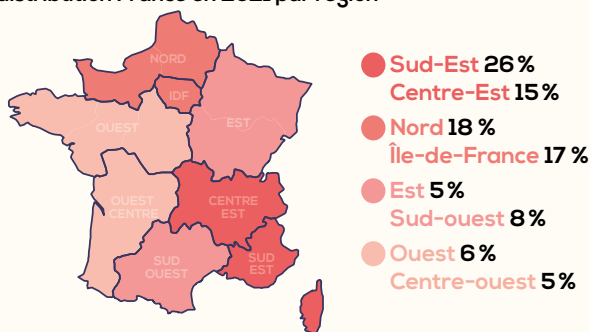 distribution France en 2021 par région
NORD
IDF
EST
OUEST
OUEST
CENTRE
CENTRE
EST
SUD
OUEST
SUD
EST
Sud-Est 26 %
Centre-Est 15 %
Nord 18 %
Île-de-France 17 %
Est 5 %
Sud-ouest 8 %
Ouest 6 %
Centre-ouest 5 %